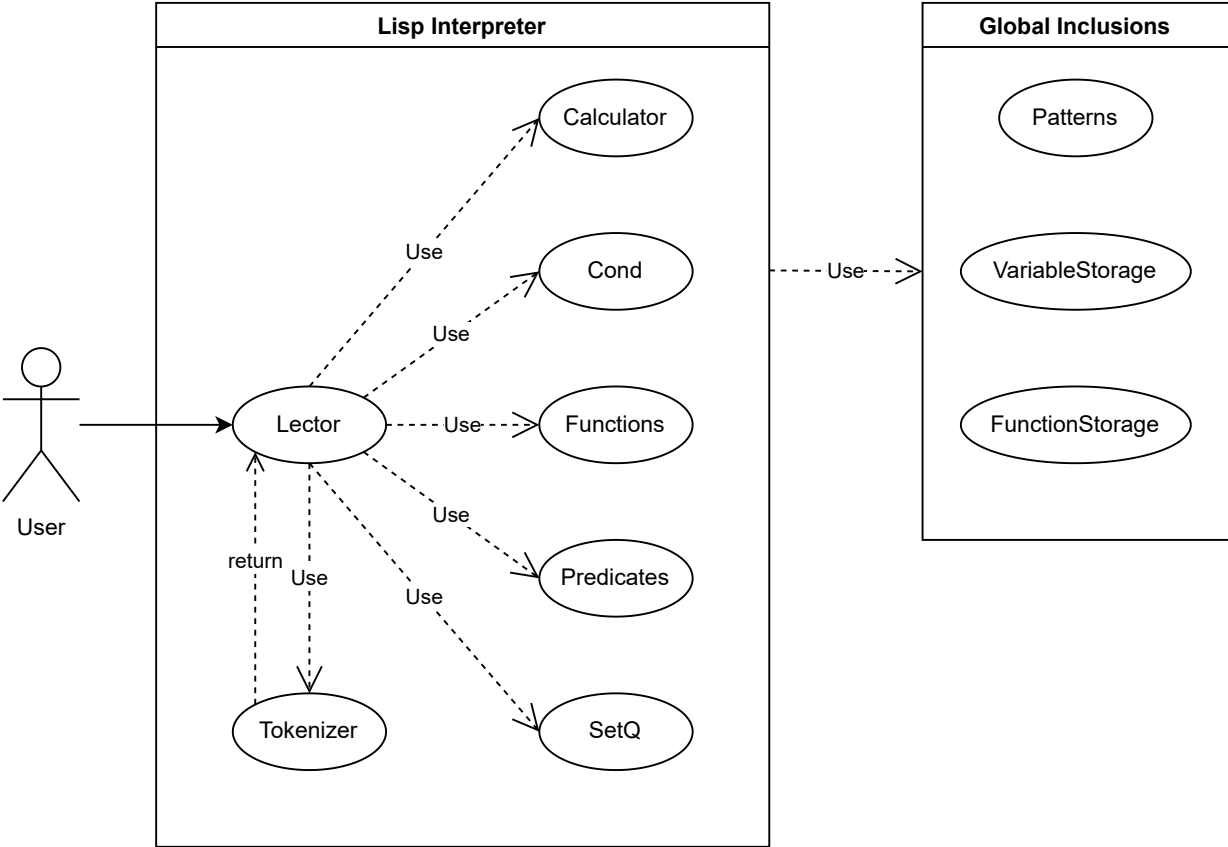 Lisp Interpreter
Global Inclusions
Calculator
Patterns
Use
Cond
Use
VariableStorage
Use
User
Lector
Use
Functions
FunctionStorage
Use
return
Use
Use
Predicates
Tokenizer
SetQ